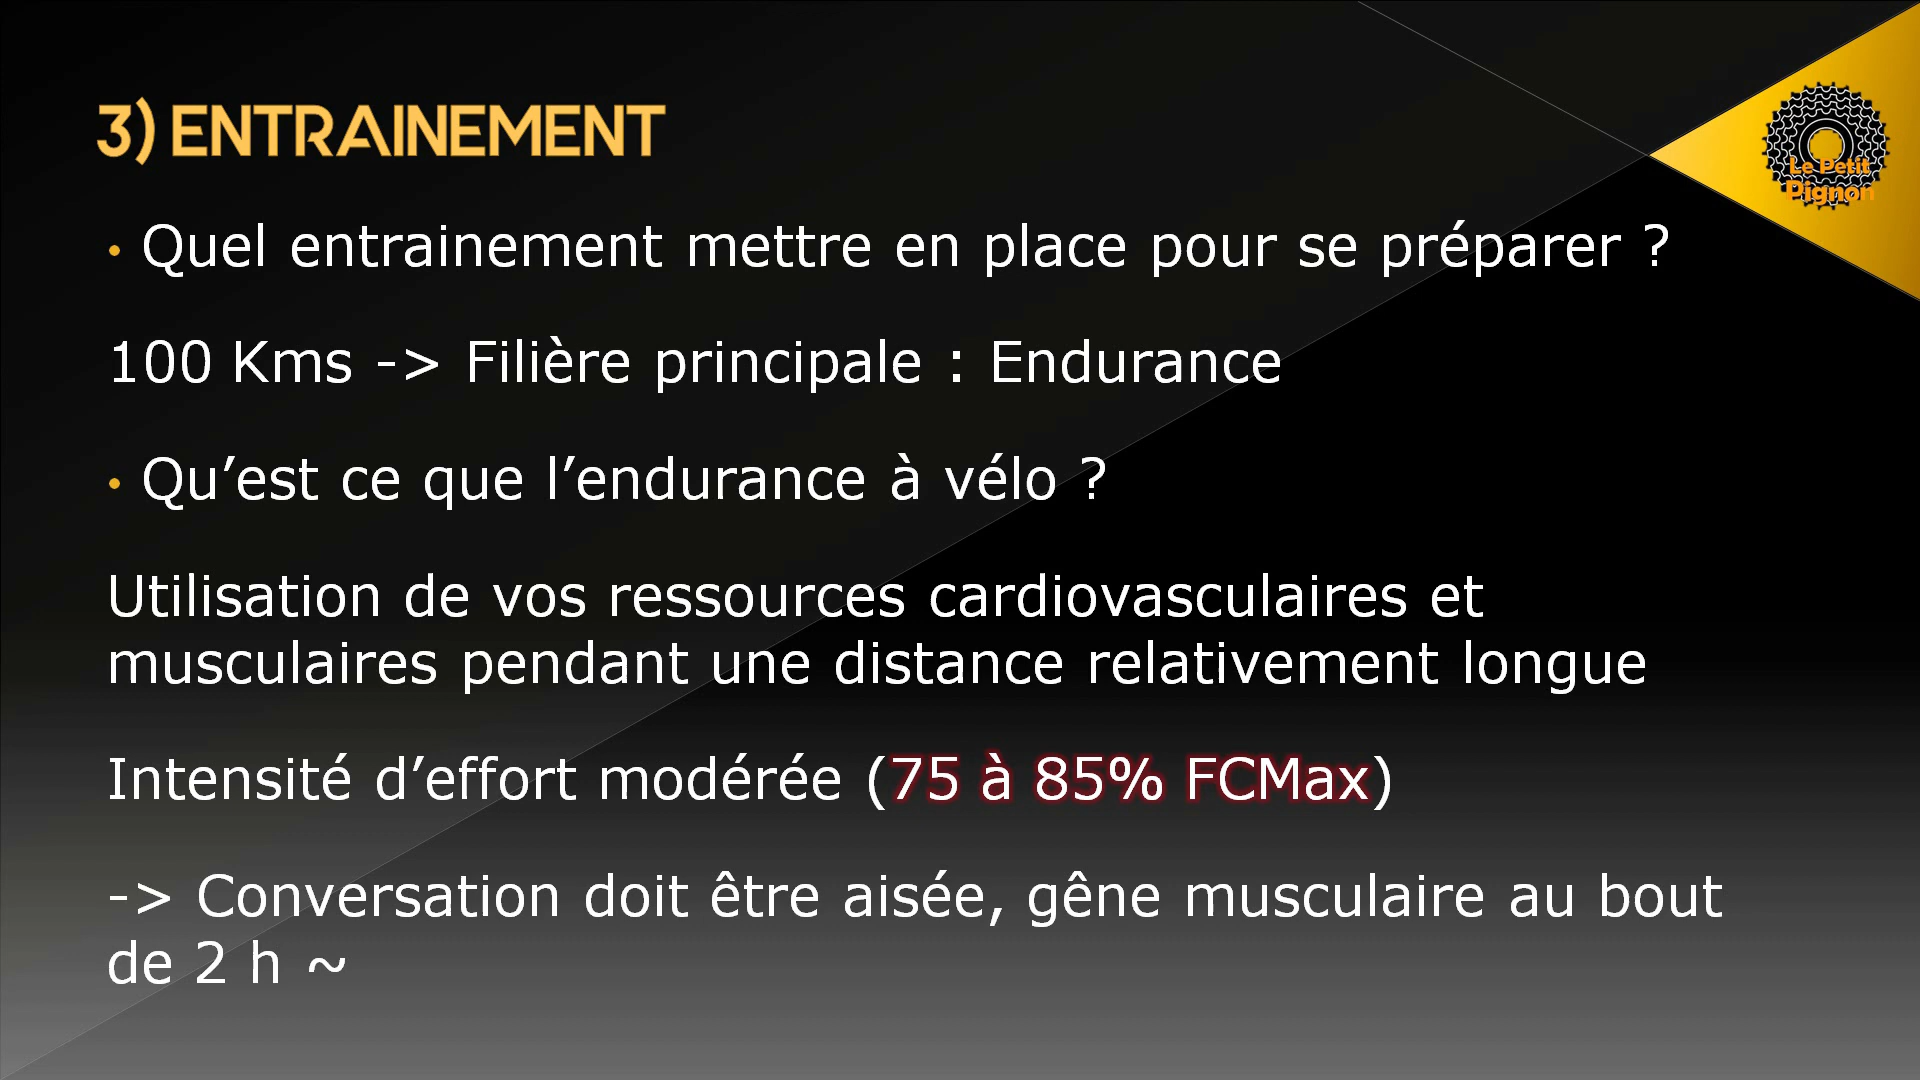 3) ENTRAINEMENT
Le Petit
Pignon
• Quel entrainement mettre en place pour se préparer ?
100 Kms -> Filière principale : Endurance
• Qu’est ce que l’endurance à vélo ?
Utilisation de vos ressources cardiovasculaires et
musculaires pendant une distance relativement longue
Intensité d’effort modérée (75 à 85% FCMax)
-> Conversation doit être aisée, gêne musculaire au bout
de 2 h ~